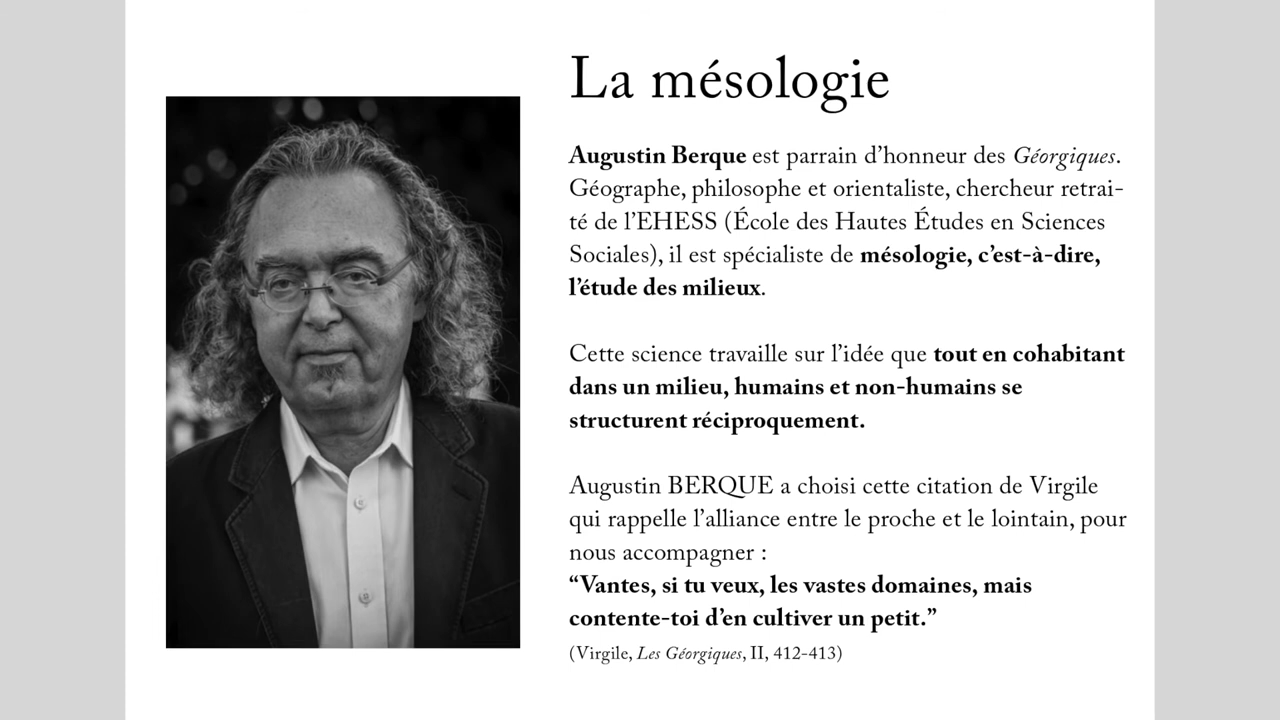 La mésologie
Augustin Berque est parrain d’honneur des Géorgiques.
Géographe, philosophe et orientaliste, chercheur retrai-
té de l’EHESS (École des Hautes Études en Sciences
Sociales), il est spécialiste de mésologie, c’est-à-dire,
l’étude des milieux.
Cette science travaille sur l’idée que tout en cohabitant
dans un milieu, humains et non-humains se
structurent réciproquement.
Augustin BERQUE a choisi cette citation de Virgile
qui rappelle l’alliance entre le proche et le lointain, pour
nous accompagner :
“Vantes, si tu veux, les vastes domaines, mais
contente-toi d’en cultiver un petit.”
(Virgile, Les Géorgiques, II, 412-413)